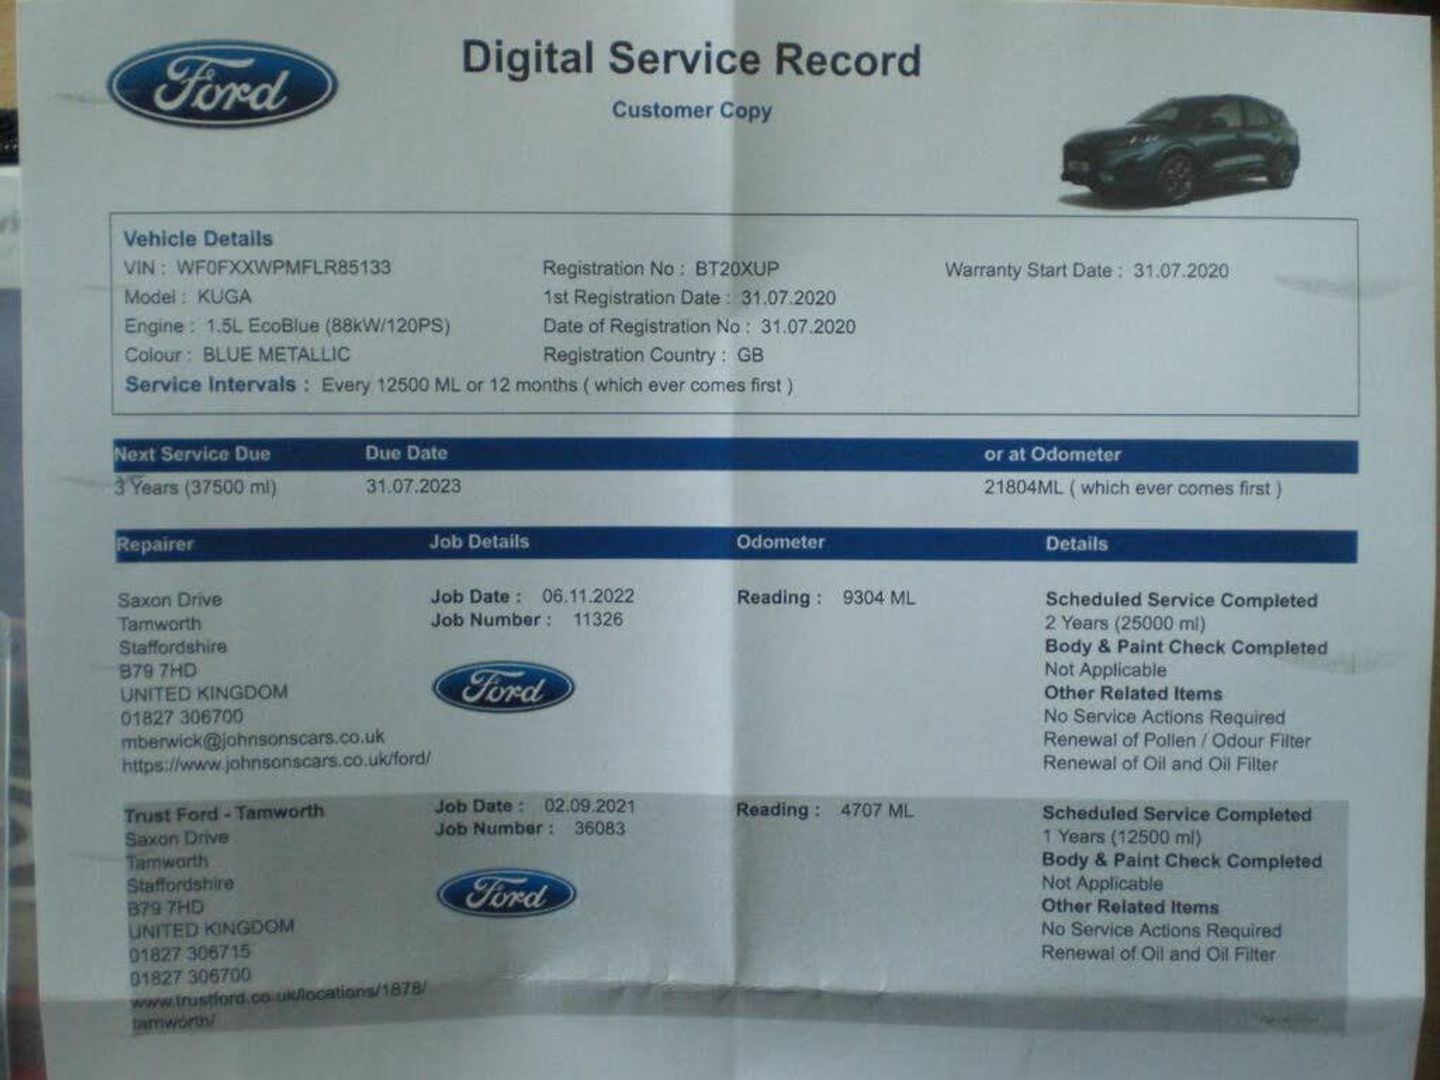 Ford
Digital Service Record
Customer Copy
Vehicle Details
VIN : WF0FXXWPMFLR85133
Registration No : BT20XUP
Warranty Start Date : 31.07.2020
Model : KUGA
1st Registration Date : 31.07.2020
Engine : 1.5L EcoBlue (88kW/120PS)
Date of Registration No : 31.07.2020
Colour : BLUE METALLIC
Registration Country : GB
Service Intervals : Every 12500 ML or 12 months ( which ever comes first )
Next Service Due Due Date or at Odometer
3 Years (37500 ml) 31.07.2023 21804ML ( which ever comes first )
Repairer Job Details Odometer Details
Saxon Drive
Tamworth
Staffordshire
B79 7HD
UNITED KINGDOM
01827 306700
mberwick@johnsonscars.co.uk
https://www.johnsonscars.co.uk/ford/
Job Date : 06.11.2022
Job Number : 11326
Ford
Reading : 9304 ML
Scheduled Service Completed
2 Years (25000 ml)
Body & Paint Check Completed
Not Applicable
Other Related Items
No Service Actions Required
Renewal of Pollen / Odour Filter
Renewal of Oil and Oil Filter
Trust Ford - Tamworth
Saxon Drive
Tamworth
Staffordshire
B79 7HD
UNITED KINGDOM
01827 306715
01827 306700
www.trustford.co.uk/locations/1878/
tamworth/
Job Date : 02.09.2021
Job Number : 36083
Ford
Reading : 4707 ML
Scheduled Service Completed
1 Years (12500 ml)
Body & Paint Check Completed
Not Applicable
Other Related Items
No Service Actions Required
Renewal of Oil and Oil Filter